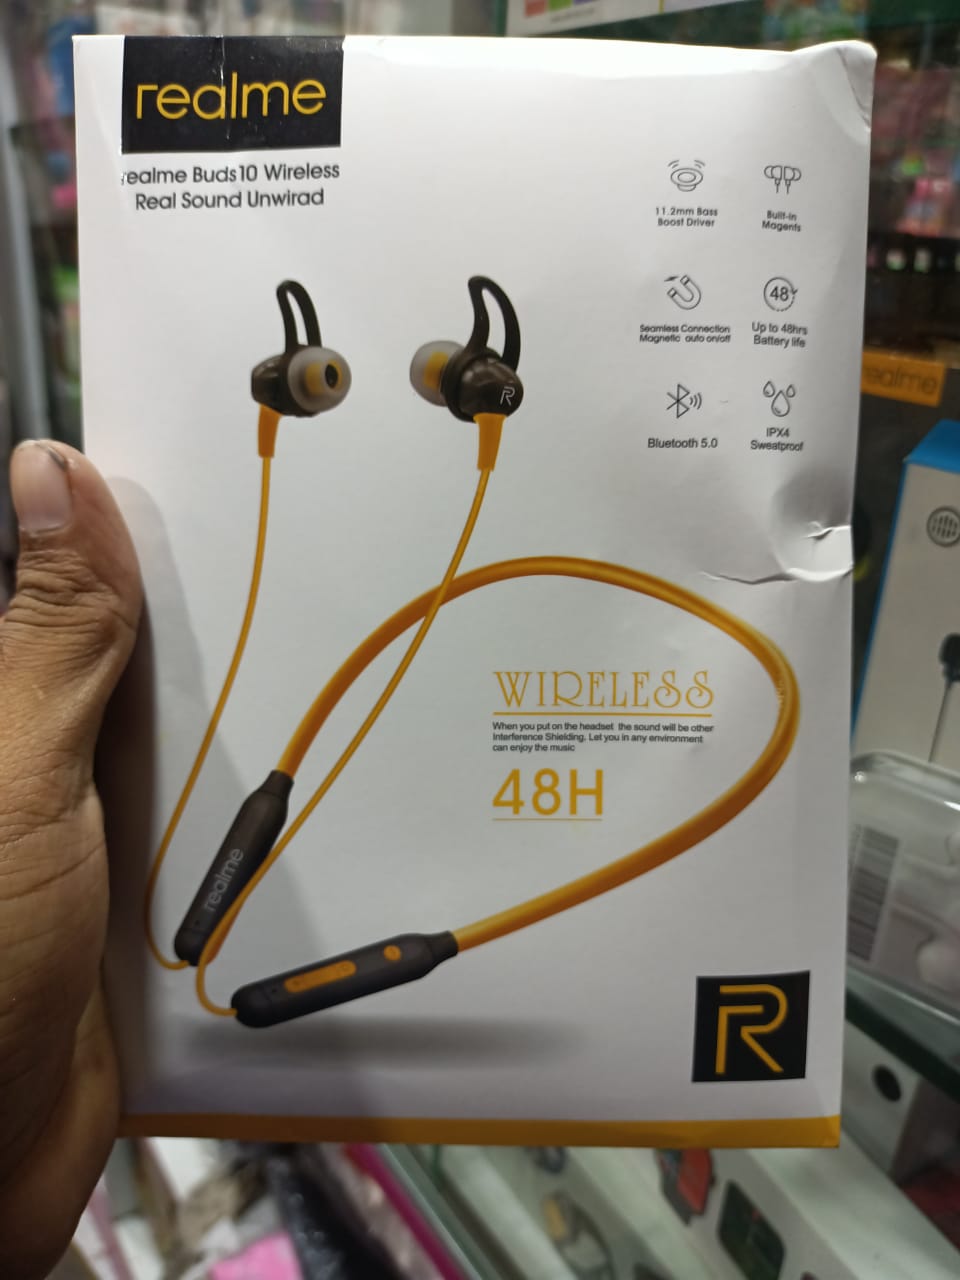 realme
realme Buds10 Wireless
Real Sound Unwirad
11.2mm Bass
Boost Driver
Built-in
Magents
48
Seamless Connection
Magnetic auto on/off
Up to 48hrs
Battery life
Bluetooth 5.0
IPX4
Sweatproof
R
realme
WIRELESS
When you put on the headset the sound will be other
Interference Shielding. Let you in any environment
can enjoy the music
48H
realme
R